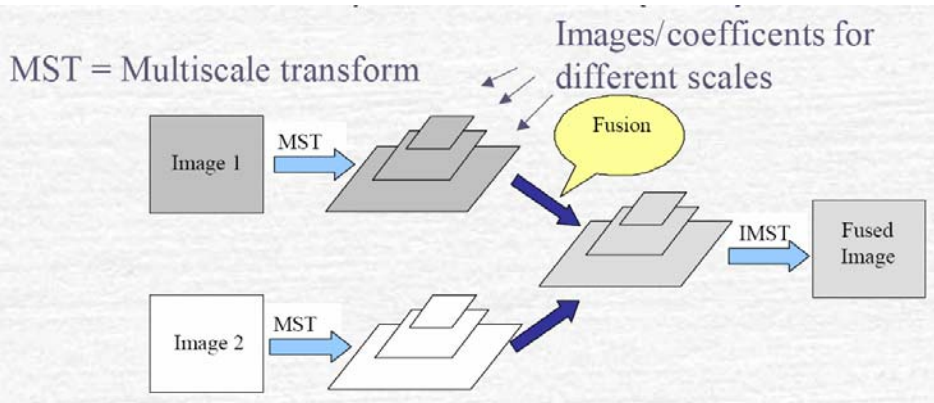 MST = Multiscale transform
Images/coefficents for
different scales
Fusion
Image 1
MST
IMST
Fused
Image
Image 2
MST